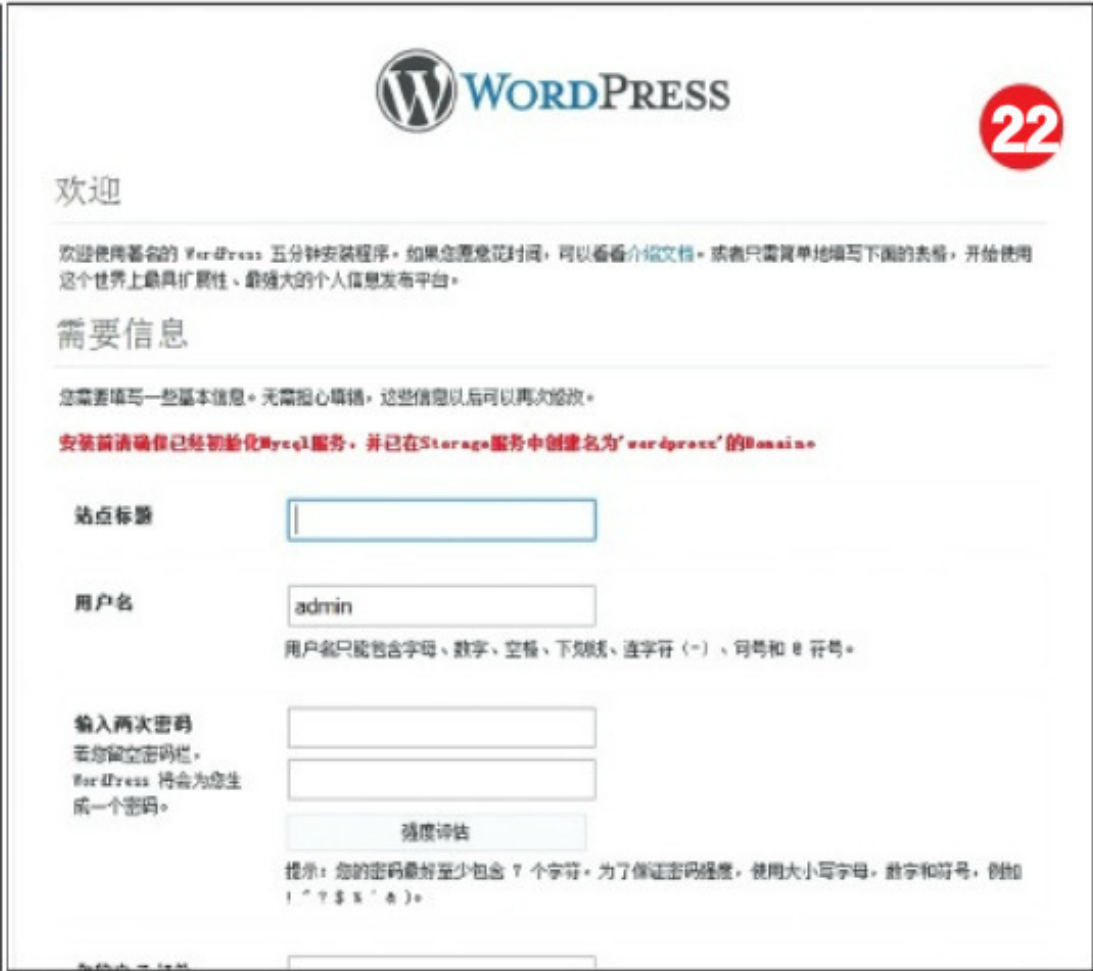 WORDPRESS
22
欢迎
欢迎使用著名的 WordPress 五分钟安装程序。如果您愿意花时间，可以看看介绍文档。或者只需简单地填写下面的表格，开始使用
这个世界上最具扩展性、最强大的个人信息发布平台。
需要信息
您需要填写一些基本信息。无需担心填错，这些信息以后可以再次修改。
安装前请确保已经初始化Mysql服务，并已在Storage服务中创建名为'wordpress'的Domain。
站点标题
用户名
admin
用户名只能包含字母、数字、空格、下划线、连字符（-）、句号和 @ 符号。
输入两次密码
若您留空密码栏，
WordPress 将会为您生
成一个密码。
强度评估
提示：您的密码最好至少包含 7 个字符。为了保证密码强度，使用大小写字母，数字和符号，例如
! " ? $ % ^ & )。